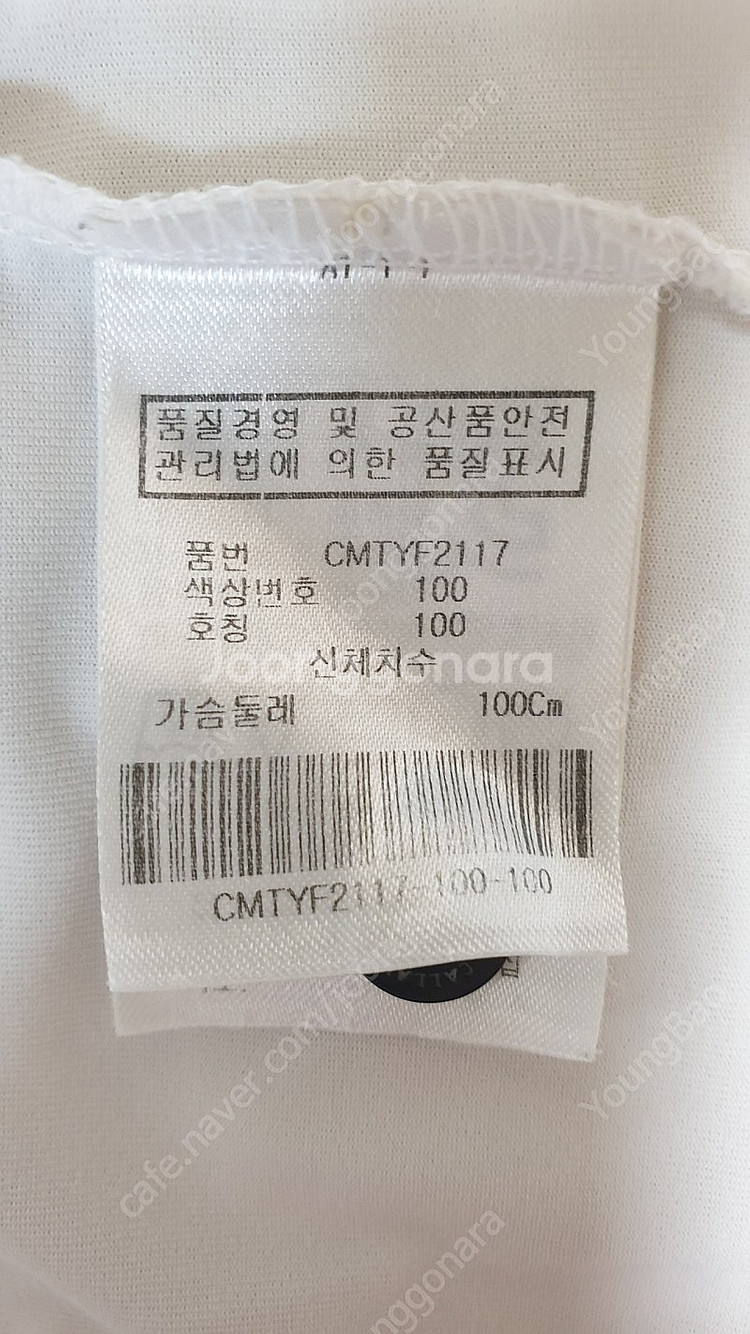 품질경영 및 공산품안전
관리법에 의한 품질표시
품번 CMTYF2117
색상번호 100
호칭 100
신체치수
Joonggonara
가슴둘레 100Cm
CMTYF2117-100-100
cafe.naver.com/joonggonara
YoungBao